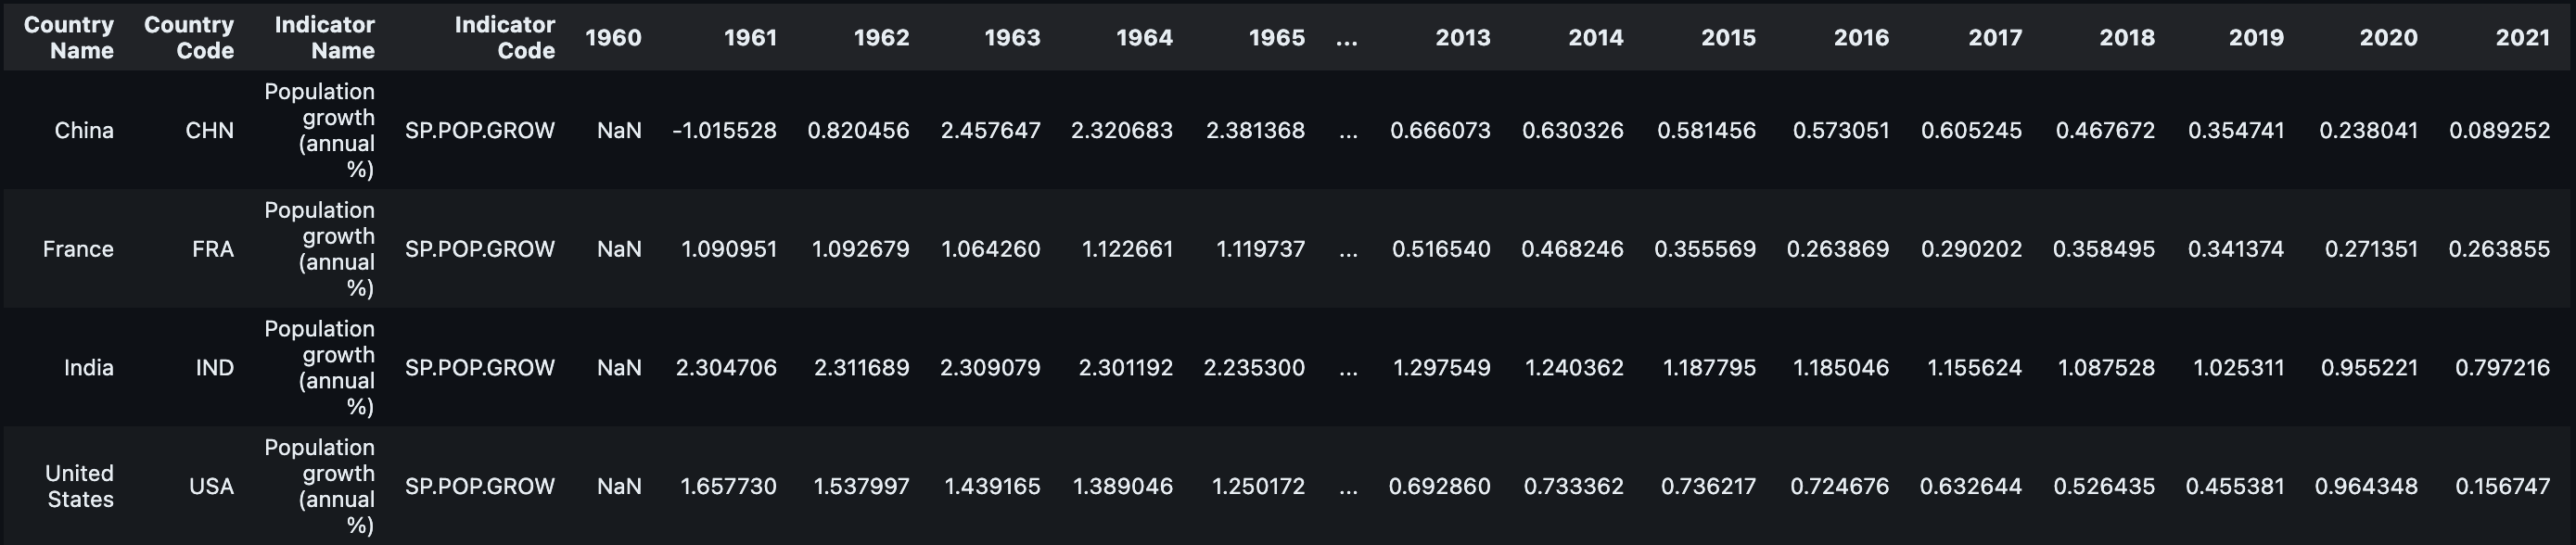 Country Name Country Code Indicator Name Indicator Code 1960 1961 1962 1963 1964 1965 ... 2013 2014 2015 2016 2017 2018 2019 2020 2021
China CHN Population growth (annual %) SP.POP.GROW NaN -1.015528 0.820456 2.457647 2.320683 2.381368 ... 0.666073 0.630326 0.581456 0.573051 0.605245 0.467672 0.354741 0.238041 0.089252
France FRA Population growth (annual %) SP.POP.GROW NaN 1.090951 1.092679 1.064260 1.122661 1.119737 ... 0.516540 0.468246 0.355569 0.263869 0.290202 0.358495 0.341374 0.271351 0.263855
India IND Population growth (annual %) SP.POP.GROW NaN 2.304706 2.311689 2.309079 2.301192 2.235300 ... 1.297549 1.240362 1.187795 1.185046 1.155624 1.087528 1.025311 0.955221 0.797216
United States USA Population growth (annual %) SP.POP.GROW NaN 1.657730 1.537997 1.439165 1.389046 1.250172 ... 0.692860 0.733362 0.736217 0.724676 0.632644 0.526435 0.455381 0.964348 0.156747